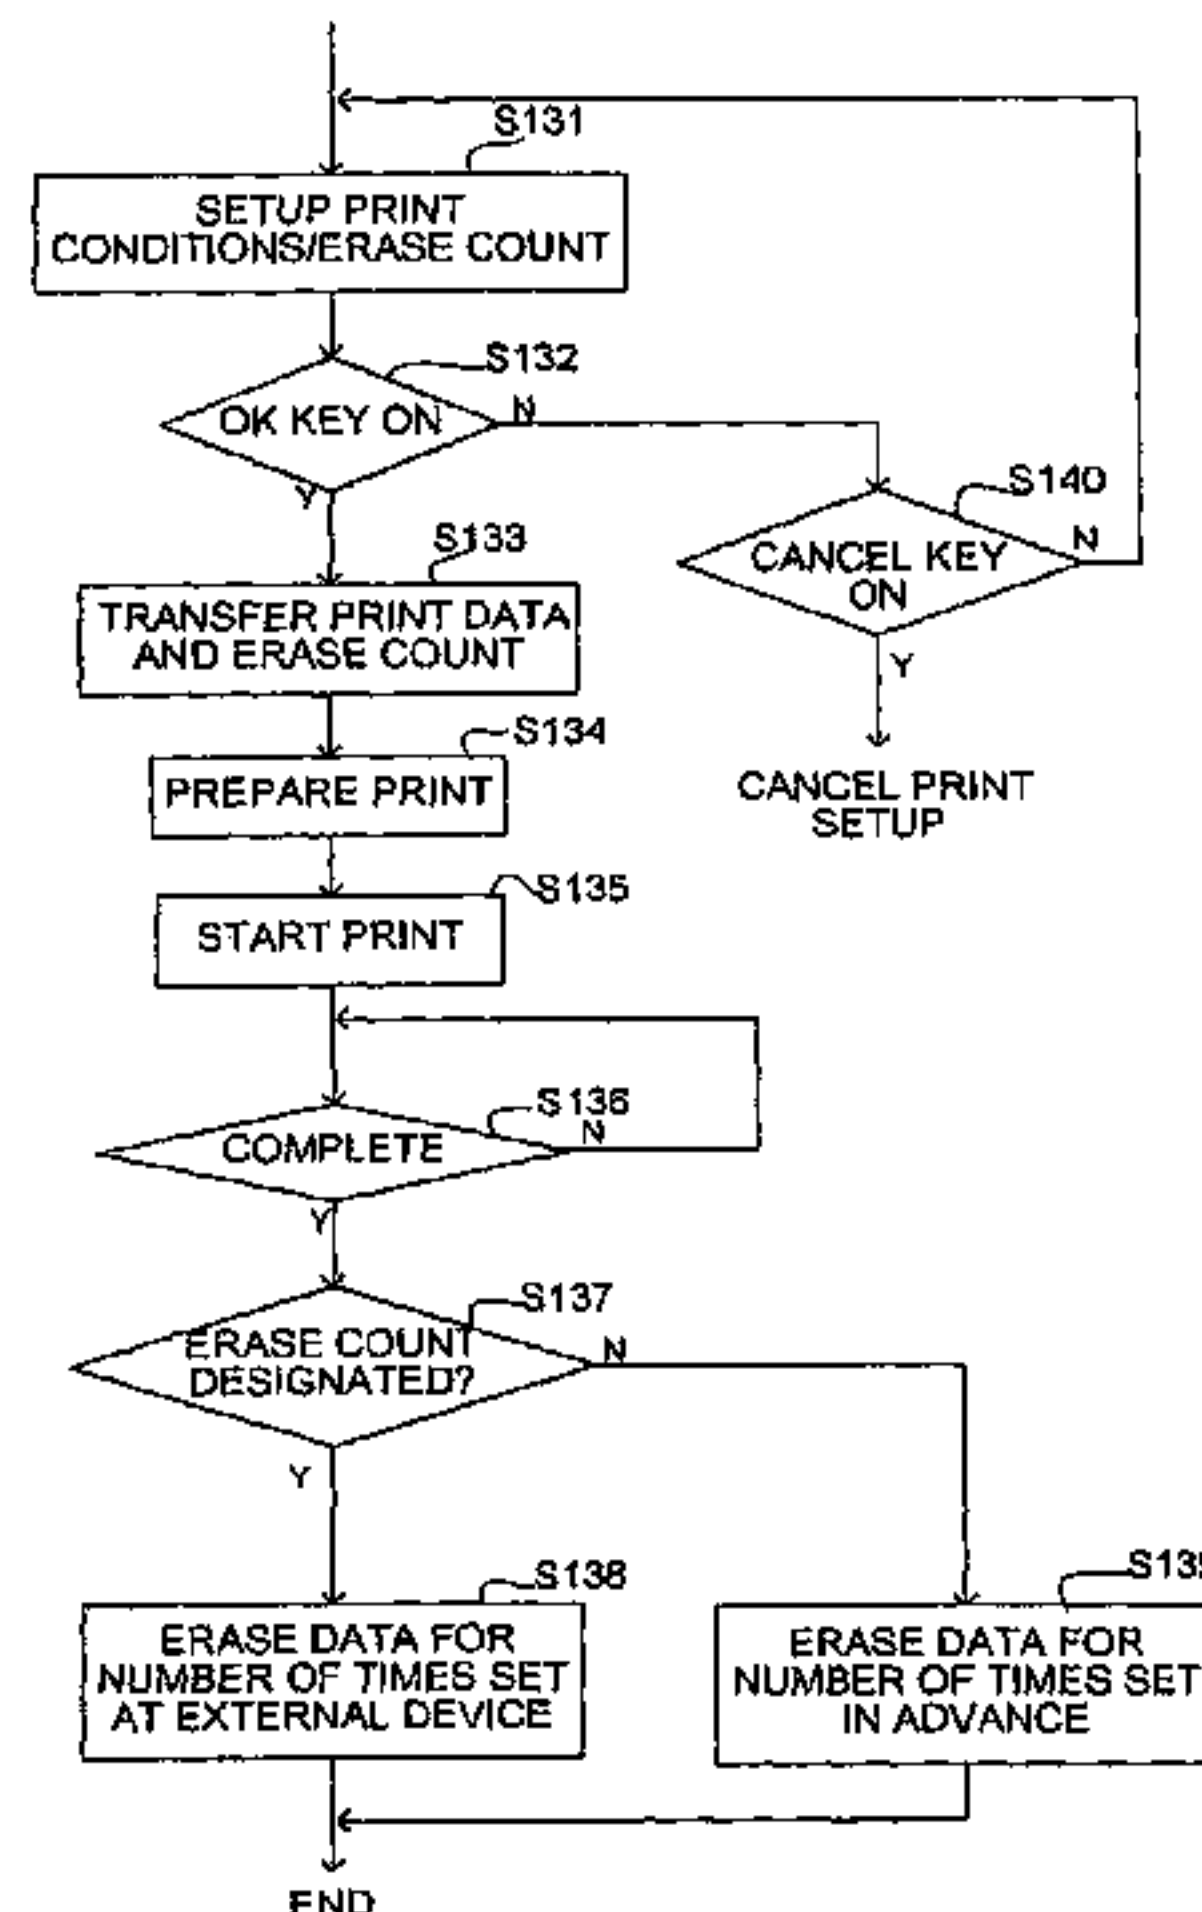 S131
SETUP PRINT
CONDITIONS/ERASE COUNT
S132
OK KEY ON
N
Y
S140
CANCEL KEY
ON
N
Y
CANCEL PRINT
SETUP
S133
TRANSFER PRINT DATA
AND ERASE COUNT
S134
PREPARE PRINT
S135
START PRINT
S136
COMPLETE
N
Y
S137
ERASE COUNT
DESIGNATED?
N
Y
S138
ERASE DATA FOR
NUMBER OF TIMES SET
AT EXTERNAL DEVICE
S139
ERASE DATA FOR
NUMBER OF TIMES SET
IN ADVANCE
END